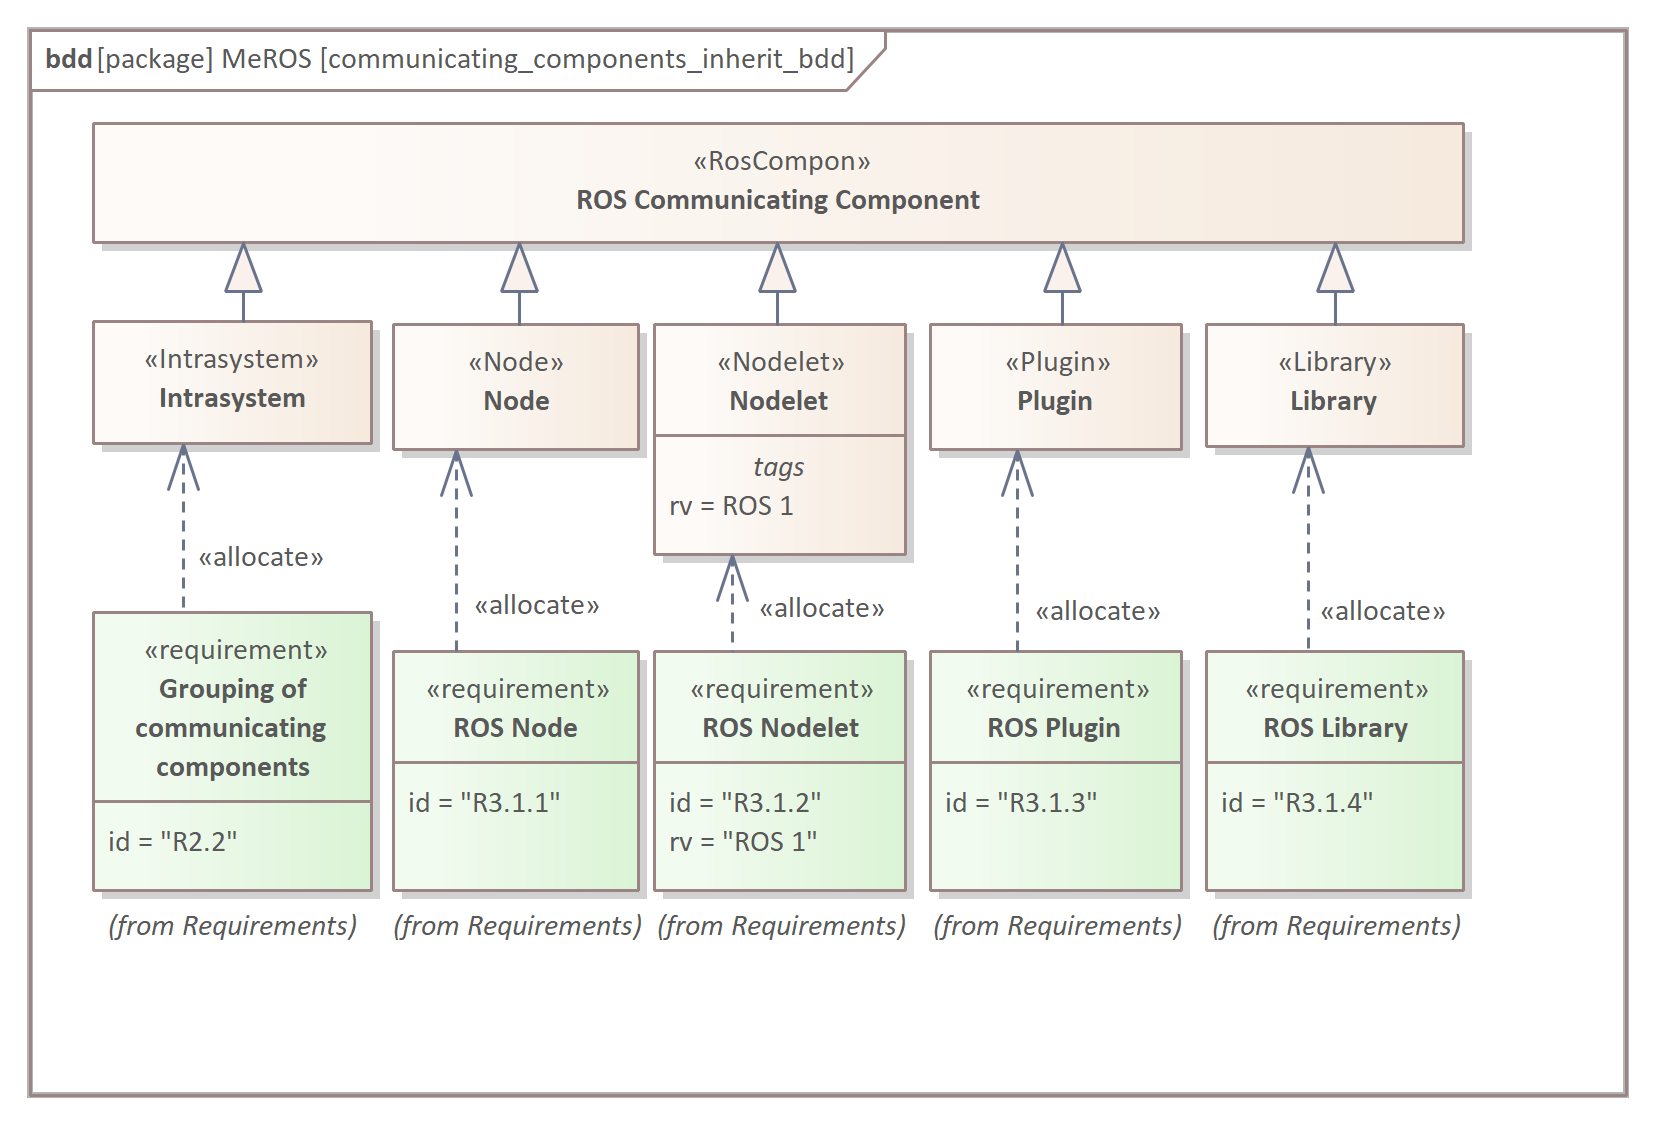 bdd [package] MeROS [communicating_components_inherit_bdd]
«RosCompon»
ROS Communicating Component
«Intrasystem»
Intrasystem
«Node»
Node
«Nodelet»
Nodelet
tags
rv = ROS 1
«Plugin»
Plugin
«Library»
Library
«allocate»
«allocate»
«allocate»
«allocate»
«allocate»
«requirement»
Grouping of
communicating
components
id = "R2.2"
(from Requirements)
«requirement»
ROS Node
id = "R3.1.1"
(from Requirements)
«requirement»
ROS Nodelet
id = "R3.1.2"
rv = "ROS 1"
(from Requirements)
«requirement»
ROS Plugin
id = "R3.1.3"
(from Requirements)
«requirement»
ROS Library
id = "R3.1.4"
(from Requirements)